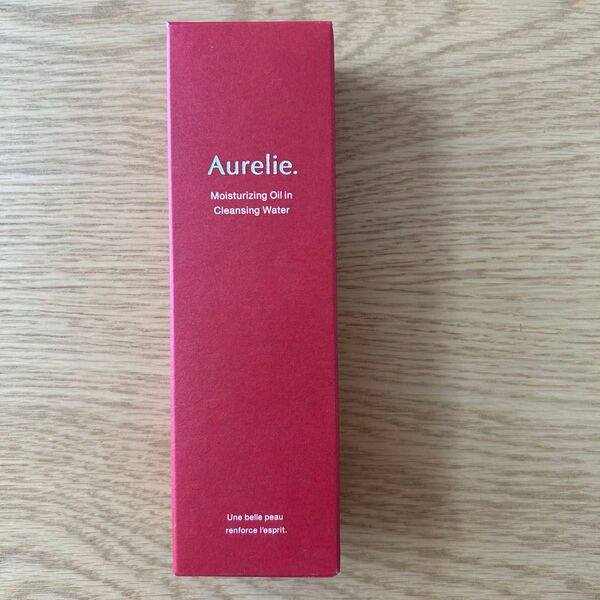 Aurelie.
Moisturizing Oil in
Cleansing Water
Une belle peau
renforce l'esprit.